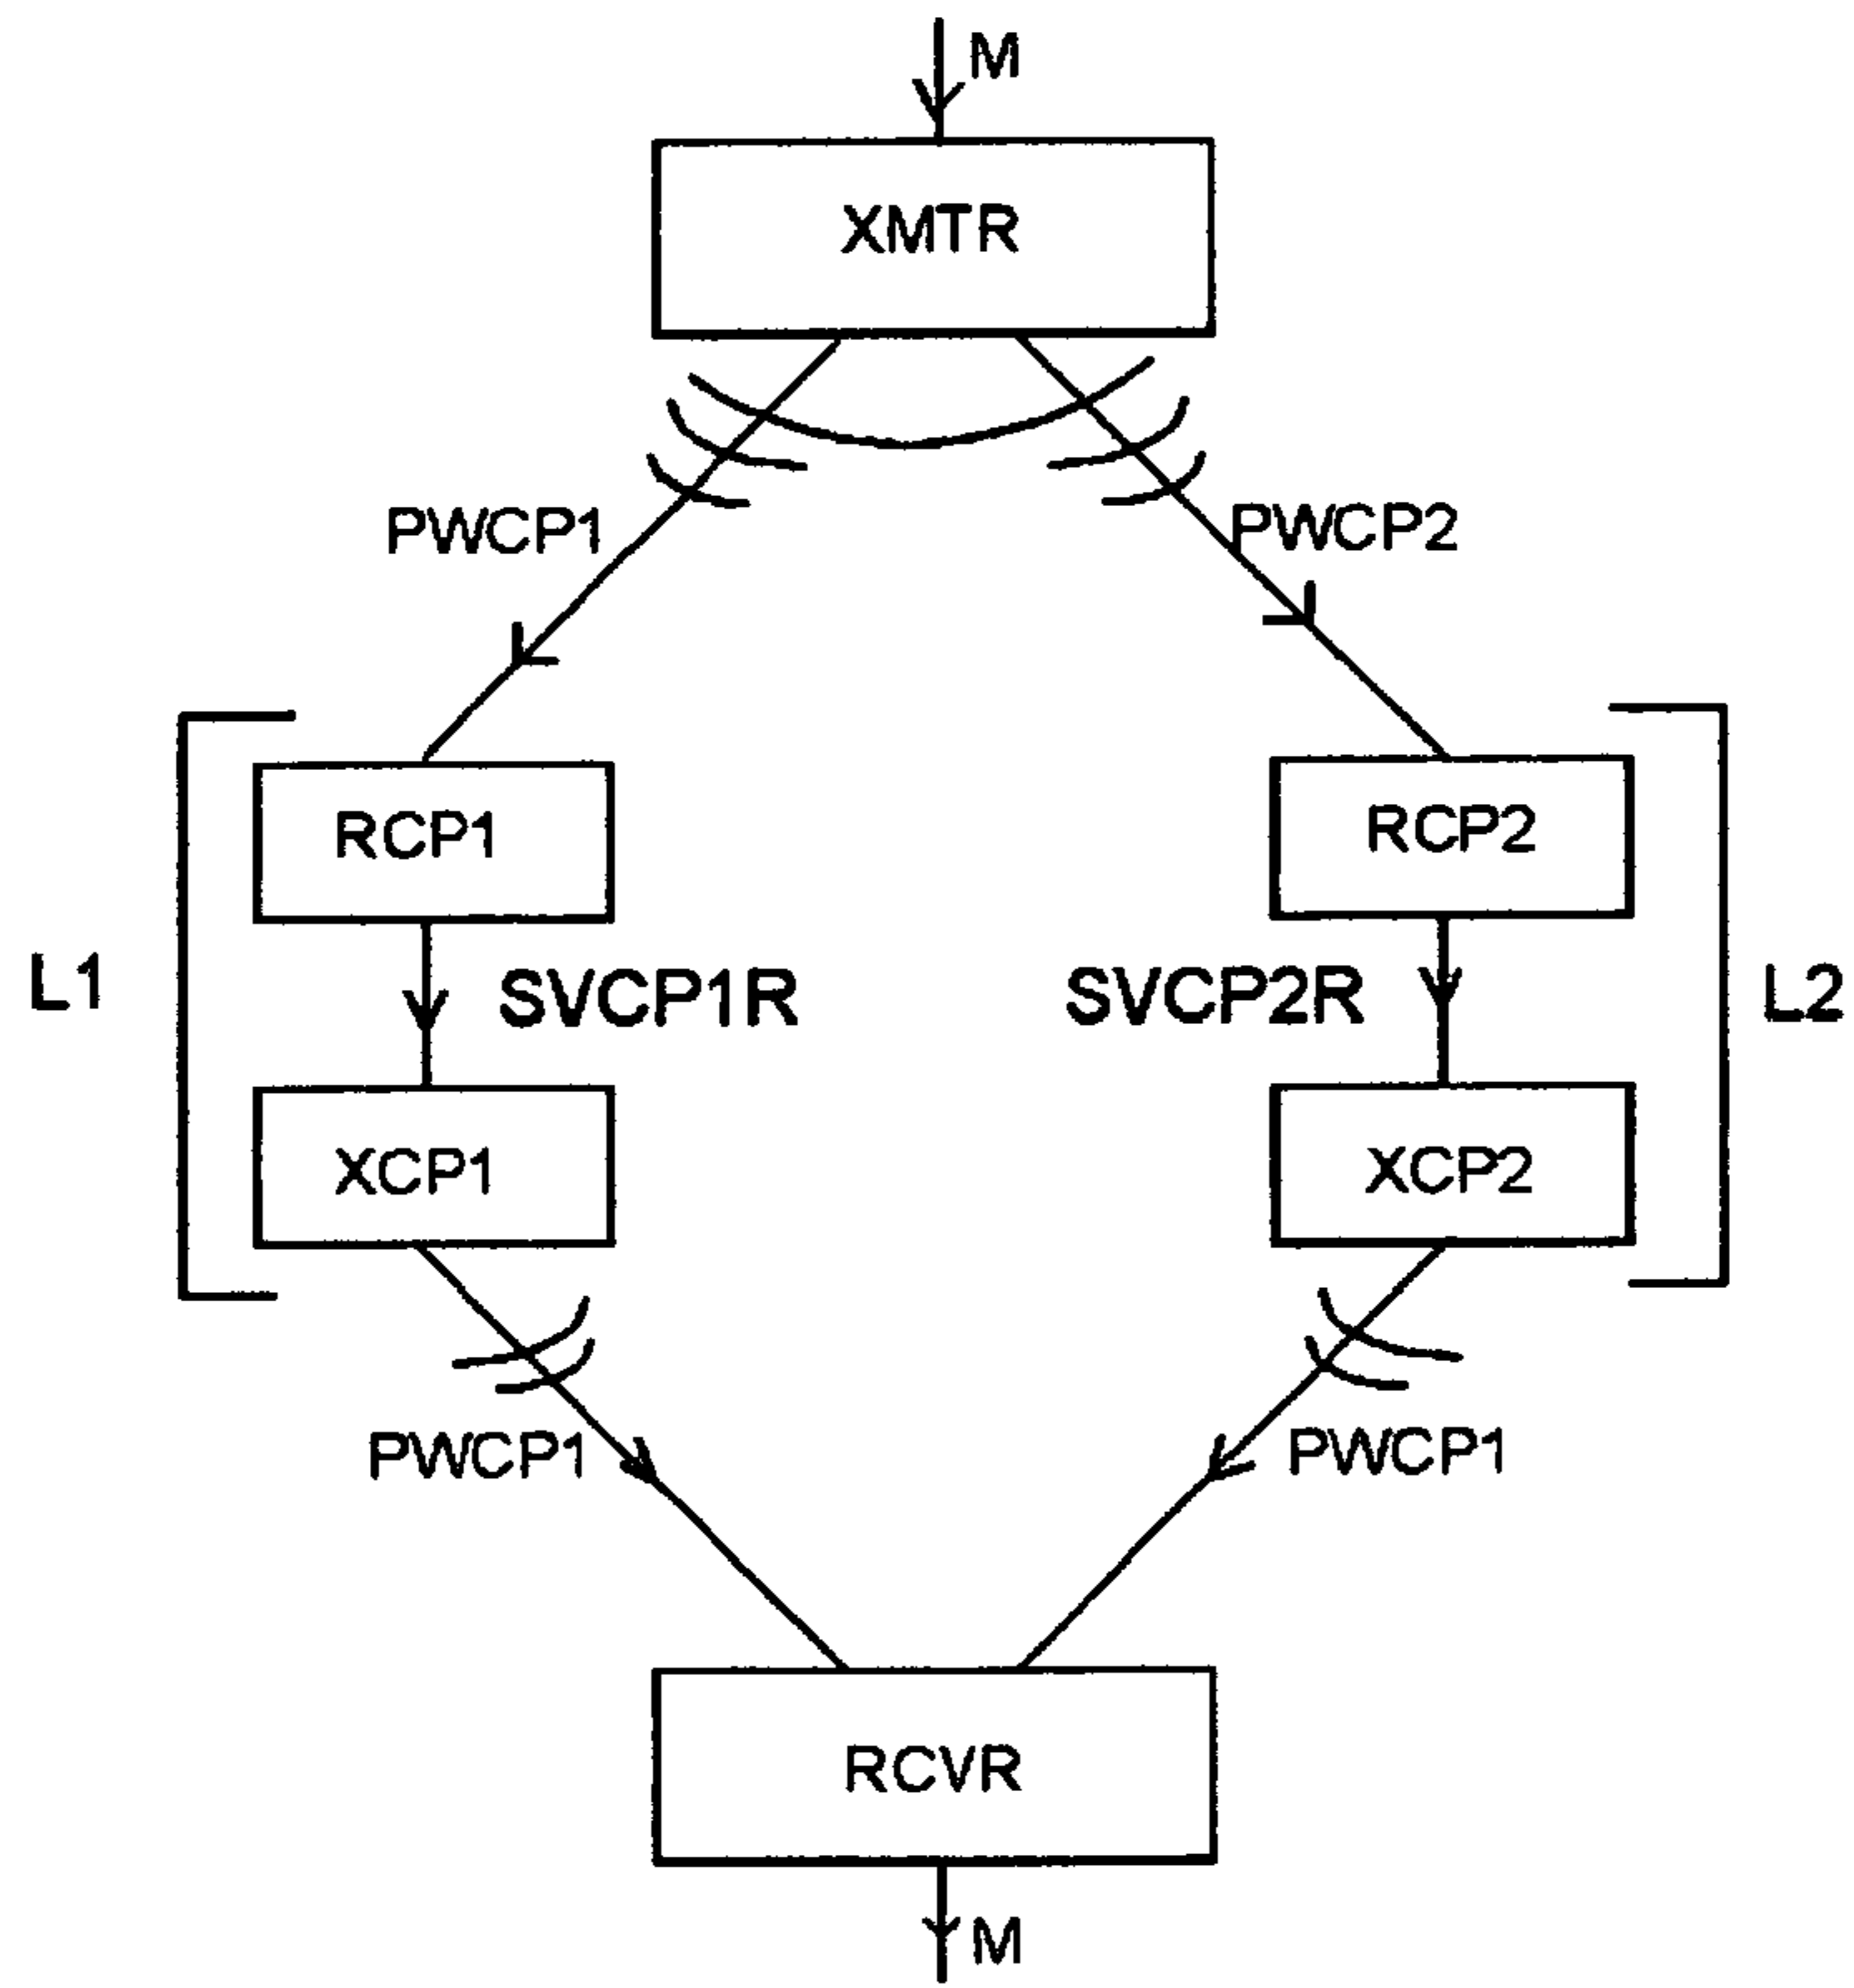 M
XMTR
PWCP1
PWCP2
RCP1
RCP2
L1
SVCP1R
SVCP2R
L2
XCP1
XCP2
PWCP1
PWCP1
RCVR
M